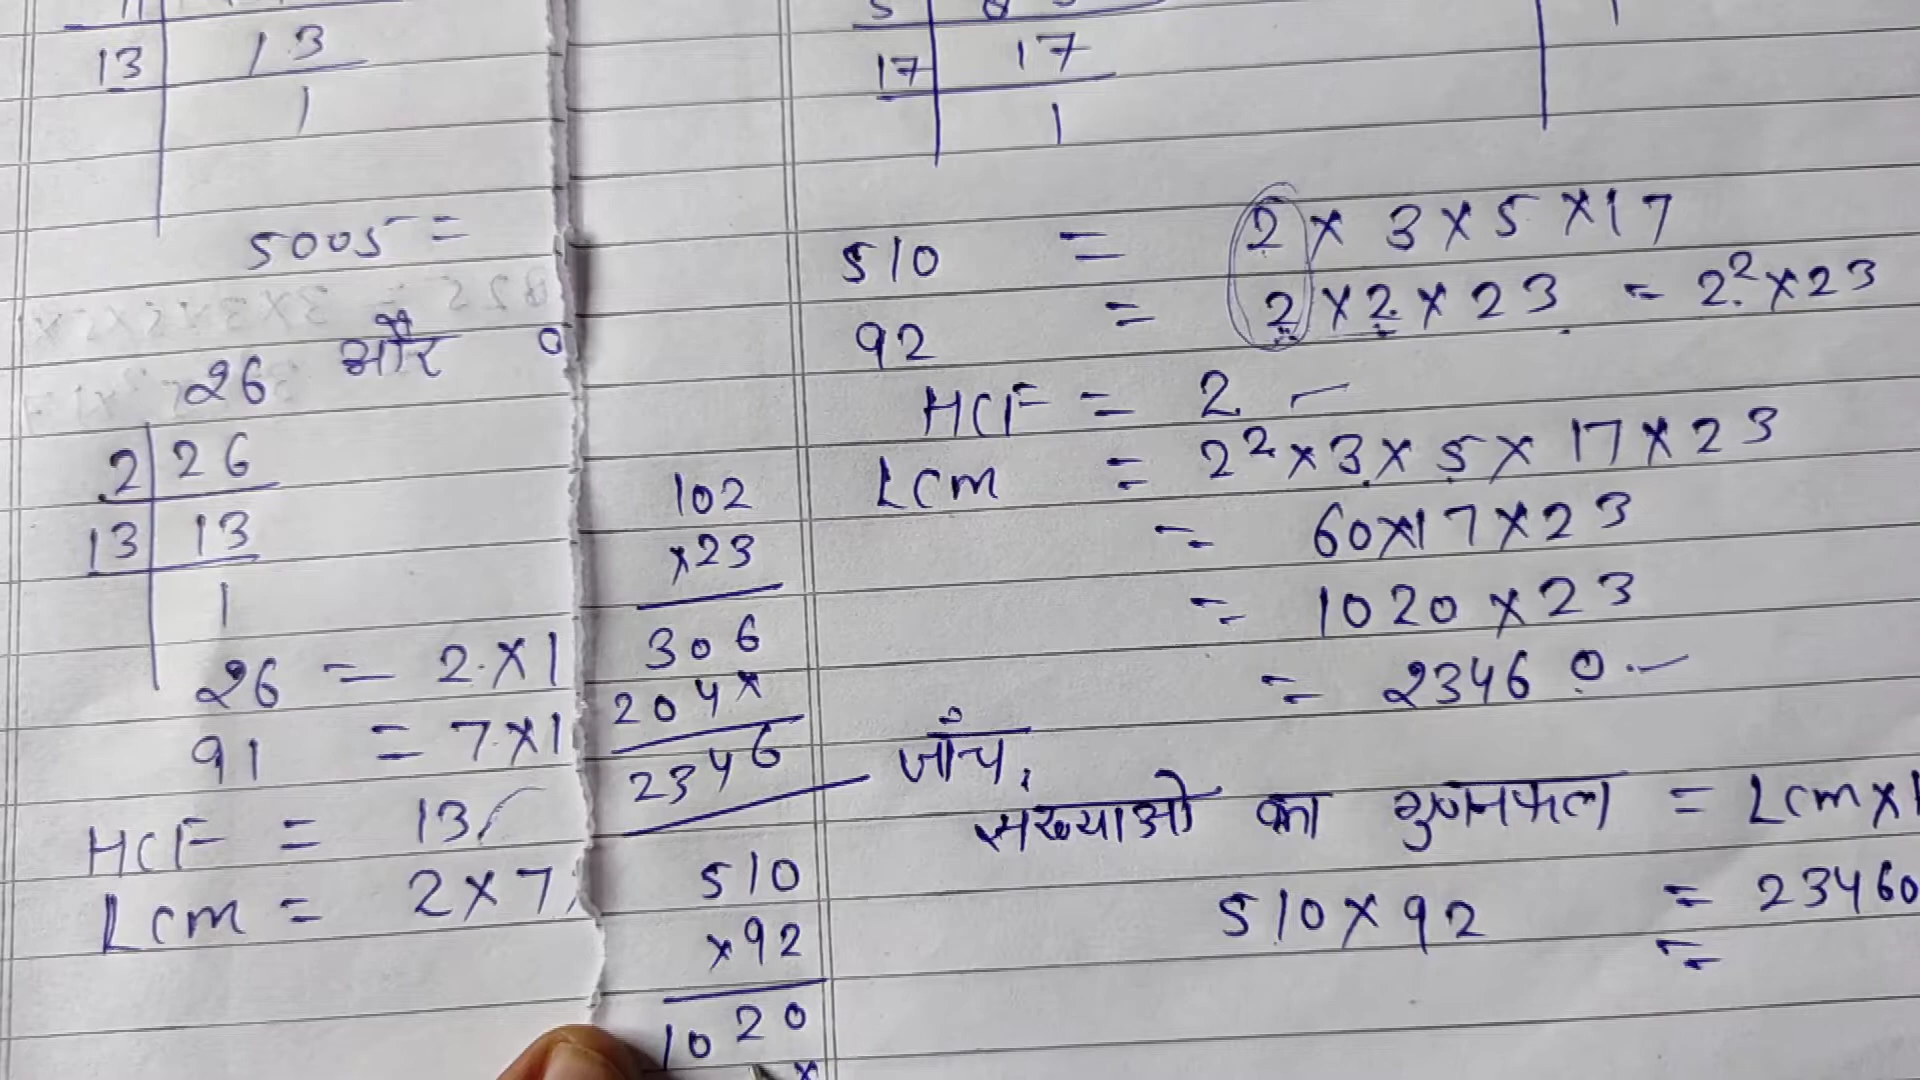 13 | 13
1
5005 =
26 और
2 | 26
13 | 13
1
26 = 2 × 1
91 = 7 × 1
HCF = 13
LCM = 2 × 7
17 | 17
1
510 = 2 × 3 × 5 × 17
92 = 2 × 2 × 23 = 2² × 23
HCF = 2
LCM = 2² × 3 × 5 × 17 × 23
= 60 × 17 × 23
= 1020 × 23
= 23460
जाँच,
संख्याओ का गुणनफल = LCM ×
510 × 92 = 23460
=
102
×23
306
204×
2346
510
×92
1020
×